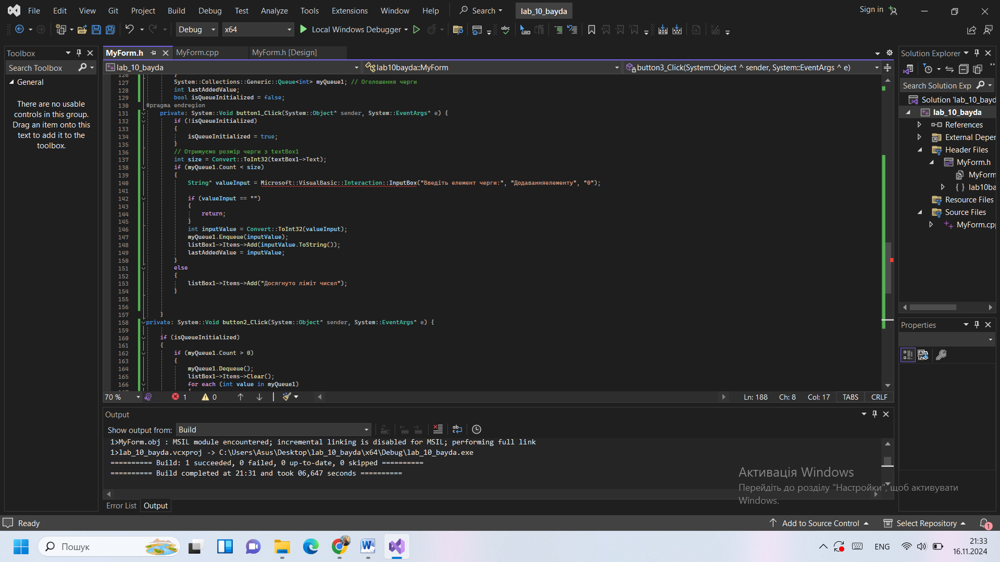 File Edit View Git Project Build Debug Test Analyze Tools Extensions Window Help Search lab_10_bayda Sign in
Debug x64 Local Windows Debugger
Toolbox
Search Toolbox
General
There are no usable
controls in this group.
Drag an item onto this
text to add it to the
toolbox.
MyForm.h MyForm.cpp MyForm.h [Design]
lab_10_bayda lab10bayda::MyForm button3_Click(System::Object ^ sender, System::EventArgs ^ e)
126 }
127 System::Collections::Generic::Queue<int> myQueue1; // Оголошення черги
128 int lastAddedValue;
129 bool isQueueInitialized = false;
130 #pragma endregion
131 private: System::Void button1_Click(System::Object^ sender, System::EventArgs^ e) {
132 if (!isQueueInitialized)
133 {
134 isQueueInitialized = true;
135 }
136 // Отримуємо розмір черги з textBox1
137 int size = Convert::ToInt32(textBox1->Text);
138 if (myQueue1.Count < size)
139 {
140 String^ valueInput = Microsoft::VisualBasic::Interaction::InputBox("Введіть елемент черги:", "Додаванняелементу", "0");
141
142 if (valueInput == "")
143 {
144 return;
145 }
146 int inputValue = Convert::ToInt32(valueInput);
147 myQueue1.Enqueue(inputValue);
148 listBox1->Items->Add(inputValue.ToString());
149 lastAddedValue = inputValue;
150 }
151 else
152 {
153 listBox1->Items->Add("Досягнуто ліміт чисел");
154 }
155
156
157 }
158 private: System::Void button2_Click(System::Object^ sender, System::EventArgs^ e) {
159
160 if (isQueueInitialized)
161 {
162 if (myQueue1.Count > 0)
163 {
164 myQueue1.Dequeue();
165 listBox1->Items->Clear();
166 for each (int value in myQueue1)
70 % 1 0 Ln: 188 Ch: 8 Col: 17 TABS CRLF
Output
Show output from: Build
1>MyForm.obj : MSIL module encountered; incremental linking is disabled for MSIL; performing full link
1>lab_10_bayda.vcxproj -> C:\Users\Asus\Desktop\lab_10_bayda\x64\Debug\lab_10_bayda.exe
========== Build: 1 succeeded, 0 failed, 0 up-to-date, 0 skipped ==========
========== Build completed at 21:31 and took 06,647 seconds ==========
Error List Output
Solution Explorer
Search Solution Exp
Solution 'lab_10_bayd
lab_10_bayda
References
External Deper
Header Files
MyForm.h
MyForm
lab10ba
Resource Files
Source Files
MyForm.cp
Properties
Активація Windows
Перейдіть до розділу "Настройки", щоб активувати
Windows.
Ready Add to Source Control Select Repository 1
Пошук ENG 21:33
16.11.2024